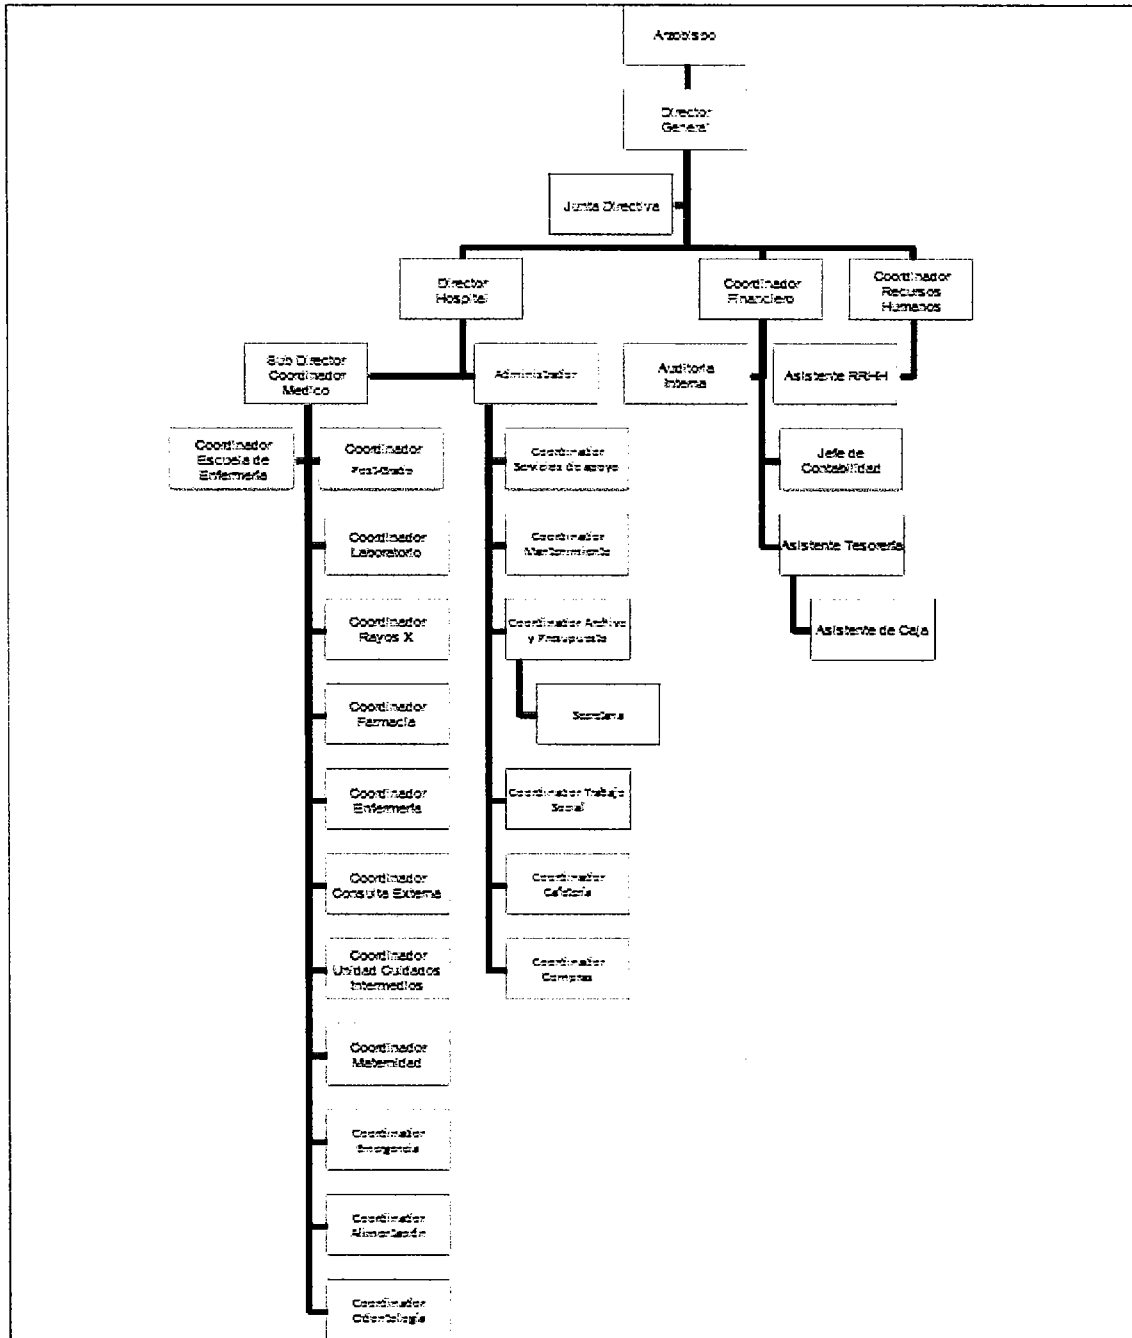 Arzobispo
Director
General
Junta Directiva
Director
Hospital
Coordinador
Financiero
Coordinador
Recursos
Humanos
Sub Director
Coordinador
Medico
Administrador
Auditoria
Interna
Asistente RRHH
Coordinador
Escuela de
Enfermería
Coordinador
Post-Grado
Coordinador
Servicios de apoyo
Jefe de
Contabilidad
Coordinador
Laboratorio
Coordinador
Mantenimiento
Asistente Tesorería
Coordinador
Rayos X
Coordinador Archivo
y Presupuesto
Asistente de Caja
Coordinador
Farmacia
Secretaria
Coordinador
Enfermería
Coordinador Trabajo
Social
Coordinador
Consulta Externa
Coordinador
Cafetería
Coordinador
Unidad Cuidados
Intermedios
Coordinador
Compras
Coordinador
Maternidad
Coordinador
Emergencia
Coordinador
Alimentación
Coordinador
Odontología